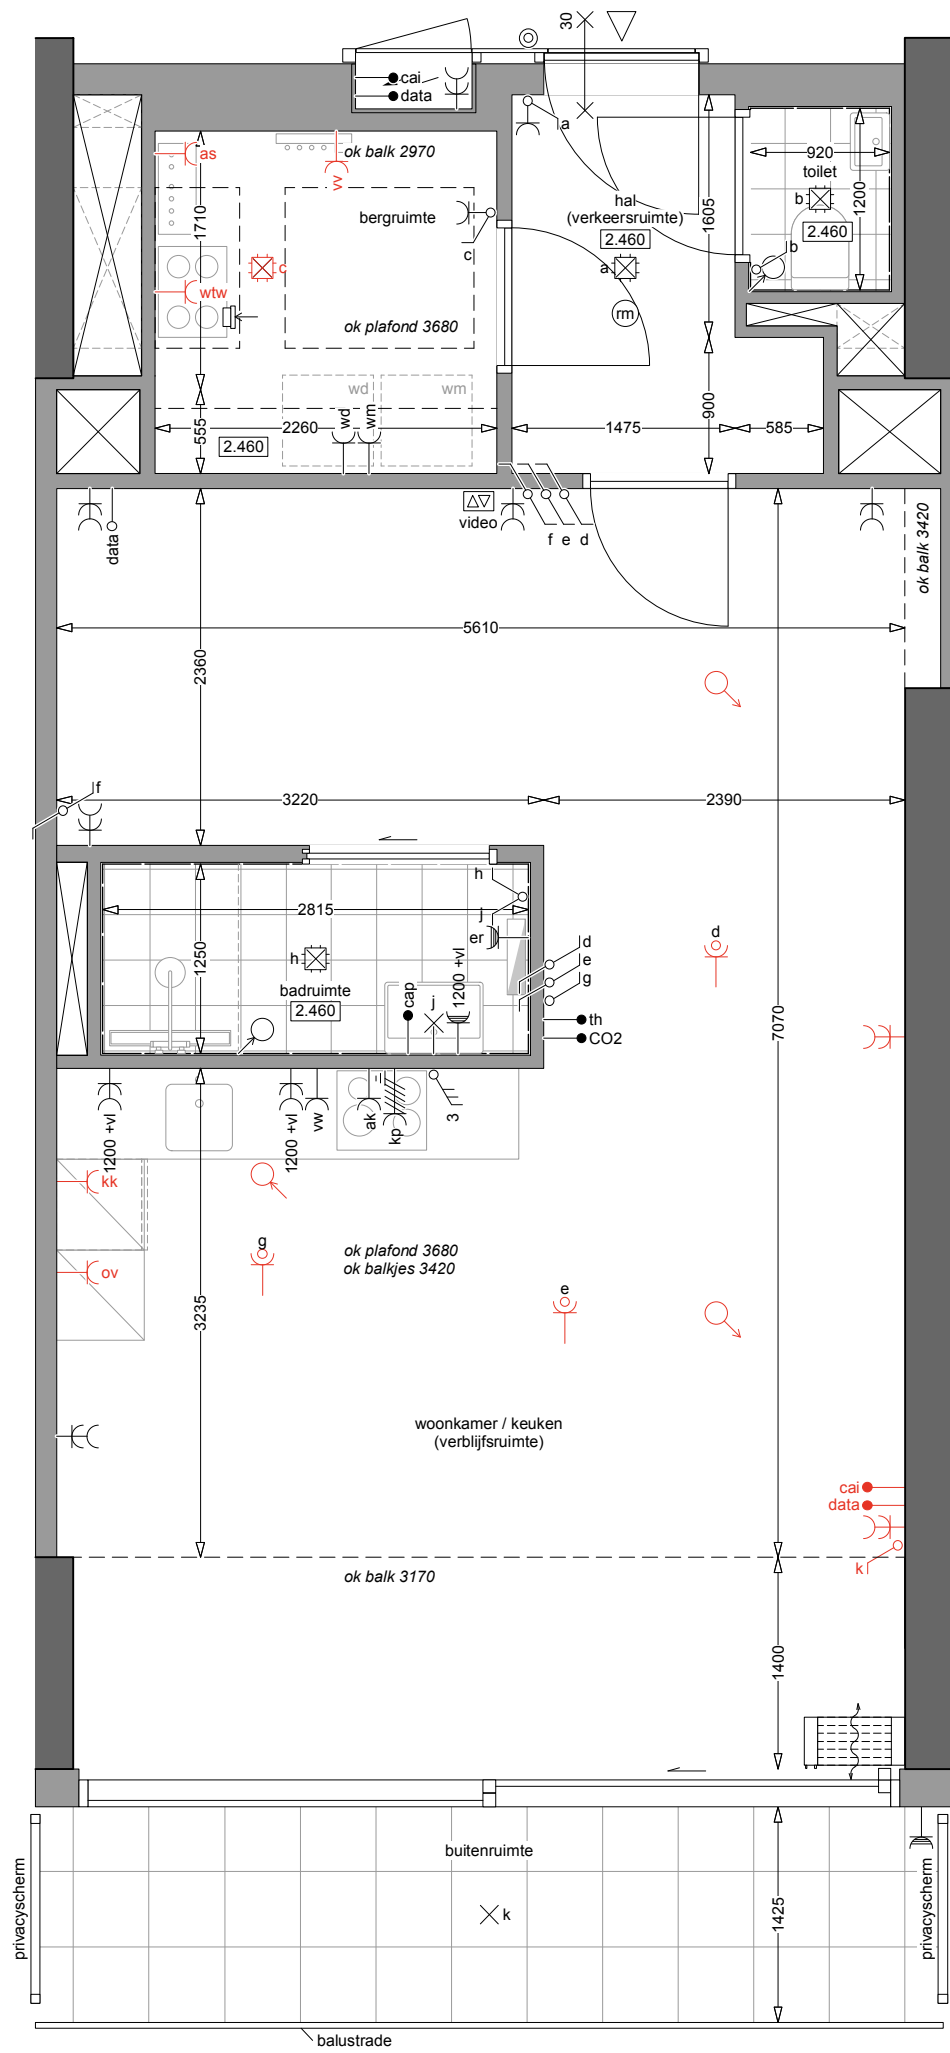 30
cai
data
a
as
vv
ok balk 2970
920
toilet
b
1200
2.460
b
1710
bergruimte
hal
(verkeersruimte)
2.460
1605
c
c
a
wtw
rm
ok plafond 3680
wd
wm
900
555
2260
wd
wm
2.460
1475
585
video
f e d
data
ok balk 3420
5610
2360
f
3220
2390
h
2815
j
er
d
1250
h
d
e
g
1200 +vl
badruimte
2.460
cap
j
th
CO2
7070
1200 +vl
1200 +vl
vw
ak
kp
3
kk
g
ok plafond 3680
ok balkjes 3420
ov
e
3235
woonkamer / keuken
(verblijfsruimte)
cai
data
k
ok balk 3170
1400
buitenruimte
privacyscherm
privacyscherm
k
1425
balustrade